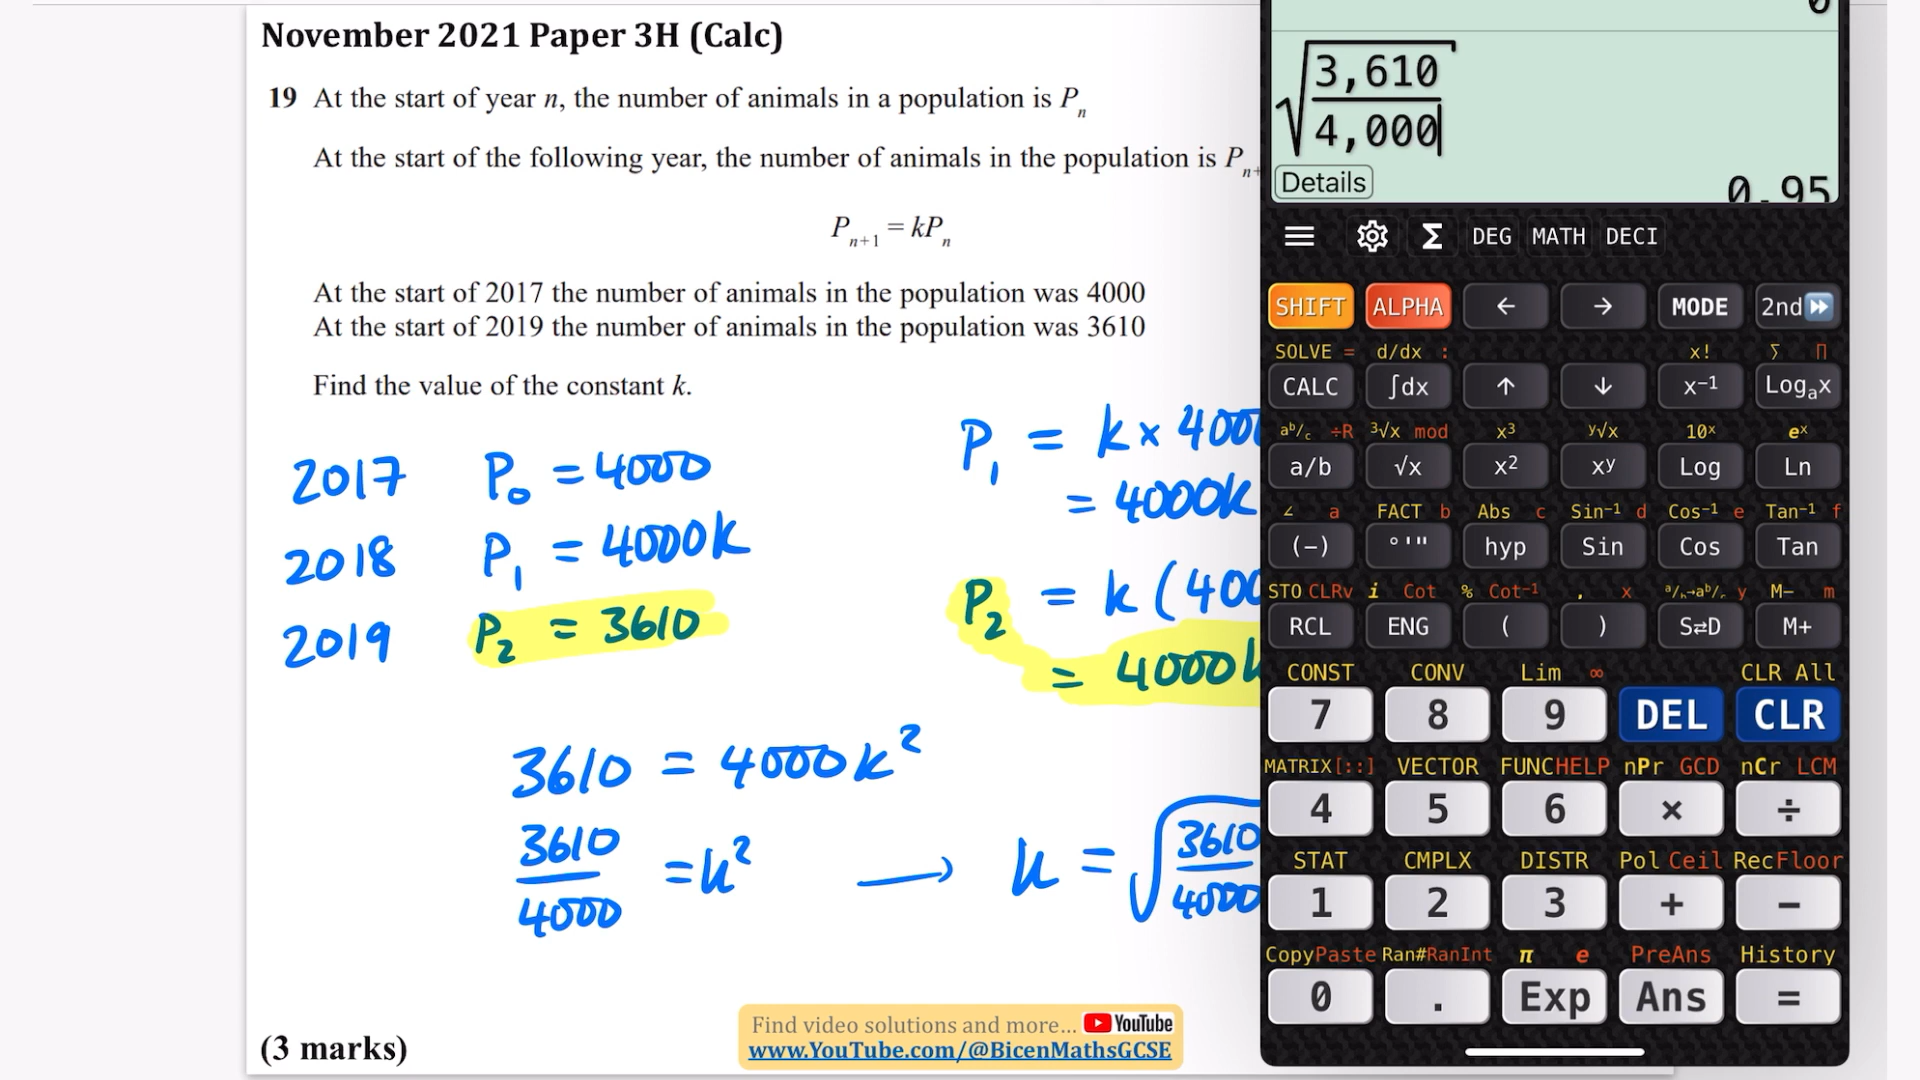 November 2021 Paper 3H (Calc)
19 At the start of year n, the number of animals in a population is Pn
At the start of the following year, the number of animals in the population is Pn+
Pn+1 = kPn
At the start of 2017 the number of animals in the population was 4000
At the start of 2019 the number of animals in the population was 3610
Find the value of the constant k.
2017 P0 = 4000
2018 P1 = 4000k
2019 P2 = 3610
P1 = k × 4000
= 4000k
P2 = k (400
= 4000k
3610 = 4000k²
3610/4000 = k² → k = √3610/4000
(3 marks)
Find video solutions and more... YouTube
www.YouTube.com/@BicenMathsGCSE
0
√3,610/4,000
Details 0.95
DEG MATH DECI
SHIFT ALPHA ← → MODE 2nd
SOLVE = d/dx : x! ∑ ∏
CALC ∫dx ↑ ↓ x⁻¹ Logax
ab/c ÷R ³√x mod x³ y√x 10ˣ eˣ
a/b √x x² xʸ Log Ln
∠ a FACT b Abs c Sin⁻¹ d Cos⁻¹ e Tan⁻¹ f
(−) °'" hyp Sin Cos Tan
STO CLRv i Cot % Cot⁻¹ , x y M− m
RCL ENG ( ) S⇄D M+
CONST CONV Lim ∞ CLR All
7 8 9 DEL CLR
MATRIX[::] VECTOR FUNC HELP nPr GCD nCr LCM
4 5 6 × ÷
STAT CMPLX DISTR Pol Ceil Rec Floor
1 2 3 + −
Copy Paste Ran# RanInt π e PreAns History
0 . Exp Ans =